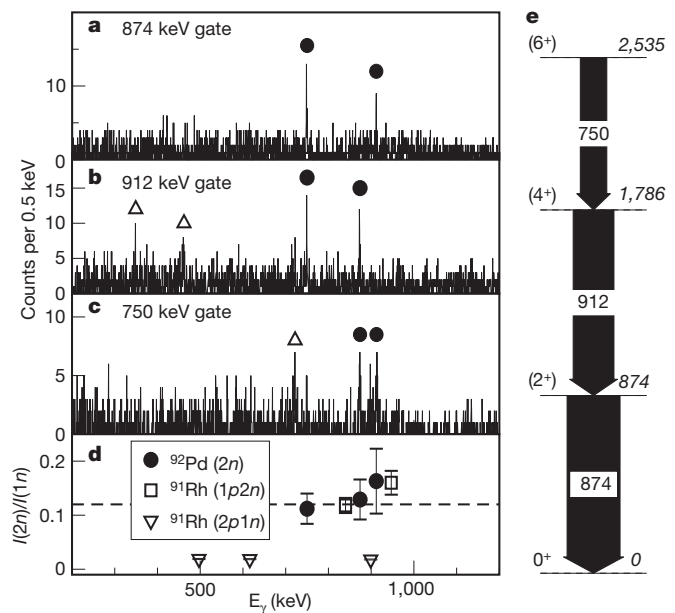 a 874 keV gate
10
0
b 912 keV gate
15
10
5
0
c 750 keV gate
10
5
0
Counts per 0.5 keV
d
92Pd (2n)
91Rh (1p2n)
91Rh (2p1n)
0.2
0.1
0
I(2n)/I(1n)
500
1,000
Eγ (keV)
e
(6+) 2,535
750
(4+) 1,786
912
(2+) 874
874
0+ 0